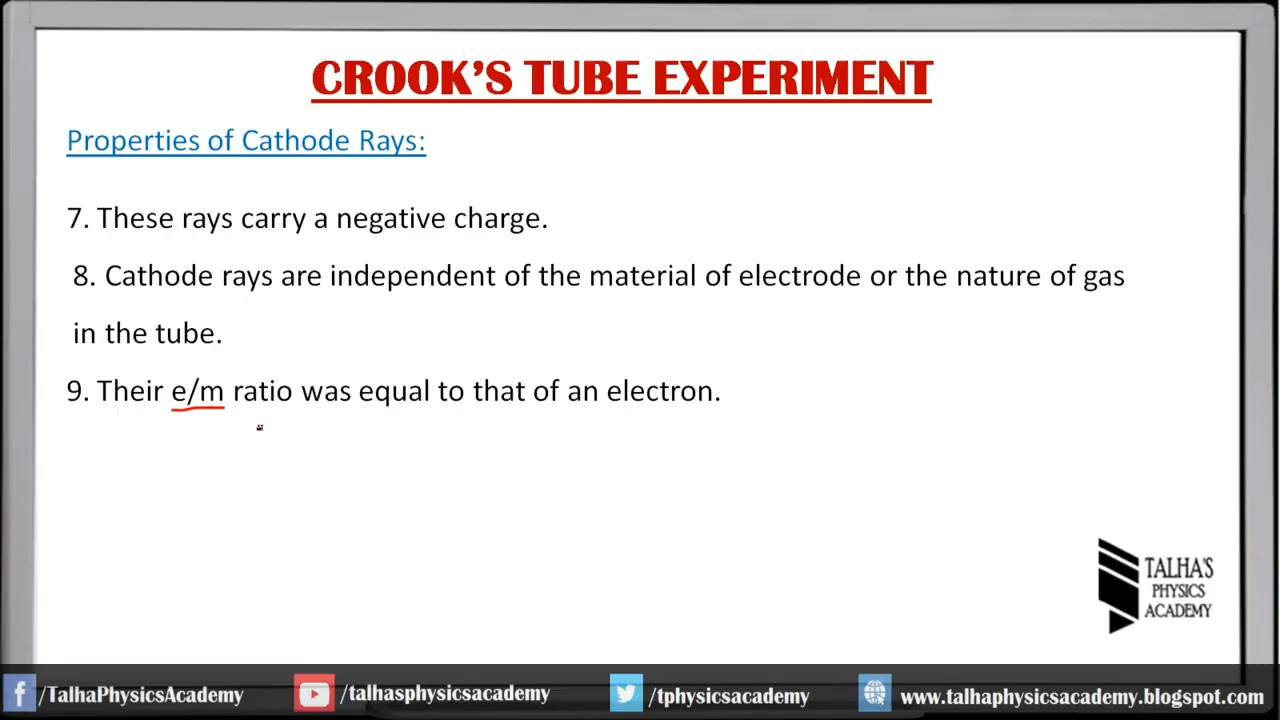 CROOK'S TUBE EXPERIMENT
Properties of Cathode Rays:
7. These rays carry a negative charge.
8. Cathode rays are independent of the material of electrode or the nature of gas
in the tube.
9. Their e/m ratio was equal to that of an electron.
TALHA'S
PHYSICS
ACADEMY
/TalhaPhysicsAcademy
/talhasphysicsacademy
/tphysicsacademy
www.talhaphysicsacademy.blogspot.com